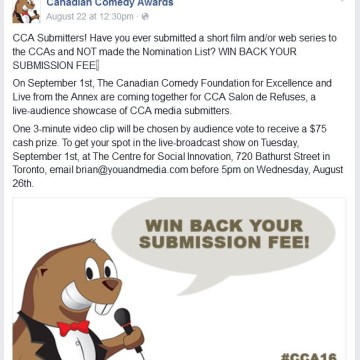 Canadian Comedy Awards
August 22 at 12:30pm ·
CCA Submitters! Have you ever submitted a short film and/or web series to
the CCAs and NOT made the Nomination List? WIN BACK YOUR
SUBMISSION FEE
On September 1st, The Canadian Comedy Foundation for Excellence and
Live from the Annex are coming together for CCA Salon de Refuses, a
live-audience showcase of CCA media submitters.
One 3-minute video clip will be chosen by audience vote to receive a $75
cash prize. To get your spot in the live-broadcast show on Tuesday,
September 1st, at The Centre for Social Innovation, 720 Bathurst Street in
Toronto, email brian@youandmedia.com before 5pm on Wednesday, August
26th.
WIN BACK YOUR
SUBMISSION FEE!
#CCA16